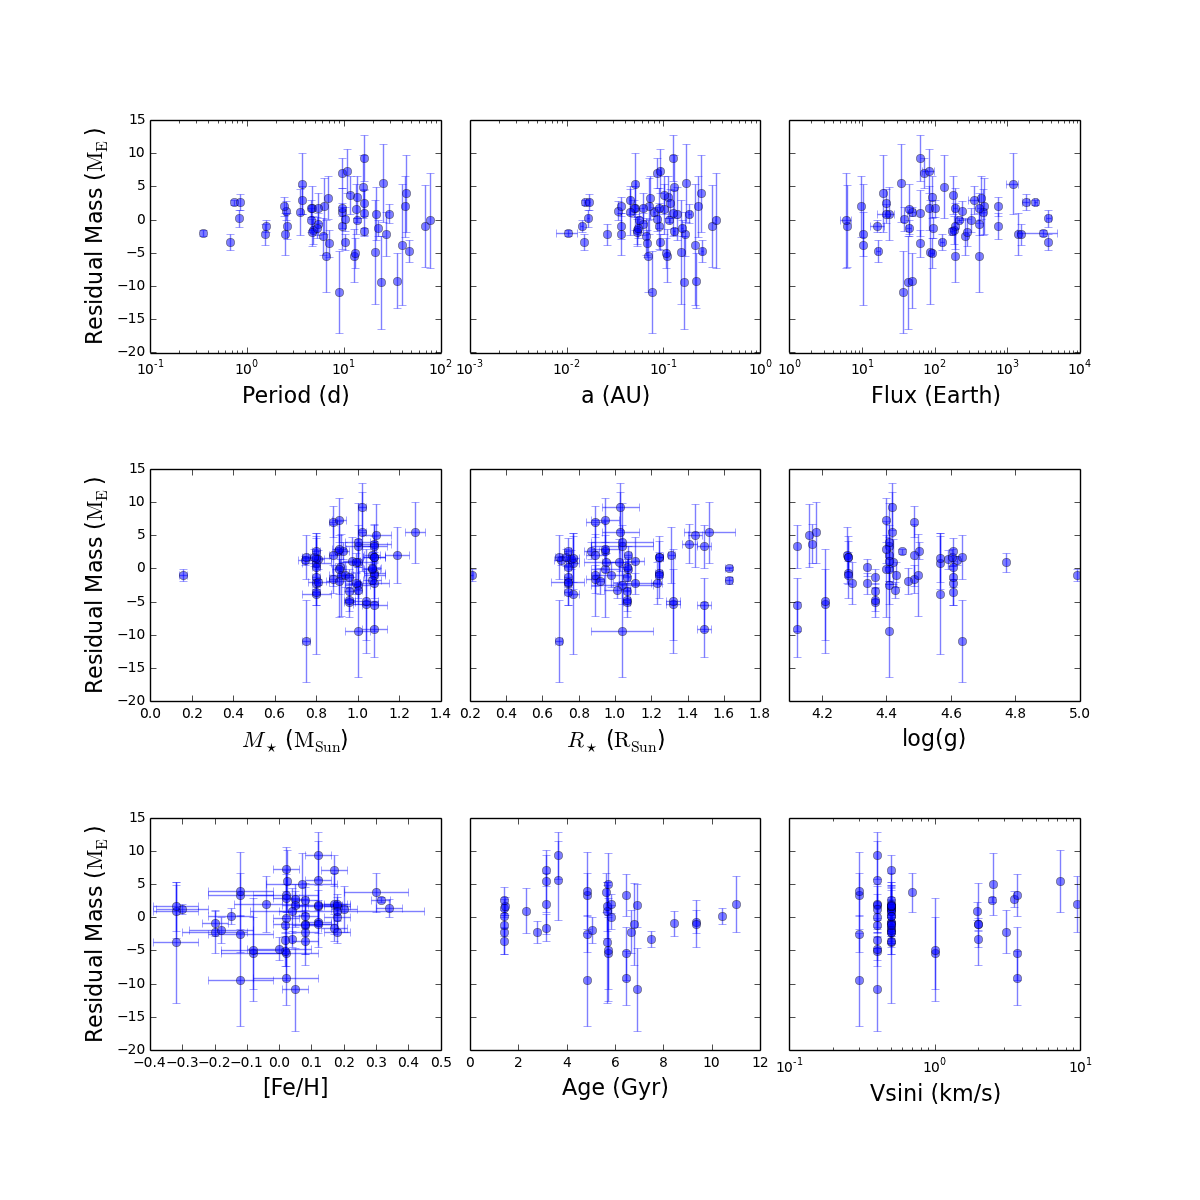 Residual Mass (M_E)
15
10
5
0
−5
−10
−15
−20
10^-1 10^0 10^1 10^2
Period (d)
10^-3 10^-2 10^-1 10^0
a (AU)
10^0 10^1 10^2 10^3 10^4
Flux (Earth)
Residual Mass (M_E)
15
10
5
0
−5
−10
−15
−20
0.0 0.2 0.4 0.6 0.8 1.0 1.2 1.4
M⋆ (M_Sun)
0.2 0.4 0.6 0.8 1.0 1.2 1.4 1.6 1.8
R⋆ (R_Sun)
4.2 4.4 4.6 4.8 5.0
log(g)
Residual Mass (M_E)
15
10
5
0
−5
−10
−15
−20
−0.4 −0.3 −0.2 −0.1 0.0 0.1 0.2 0.3 0.4 0.5
[Fe/H]
0 2 4 6 8 10 12
Age (Gyr)
10^-1 10^0 10^1
Vsini (km/s)